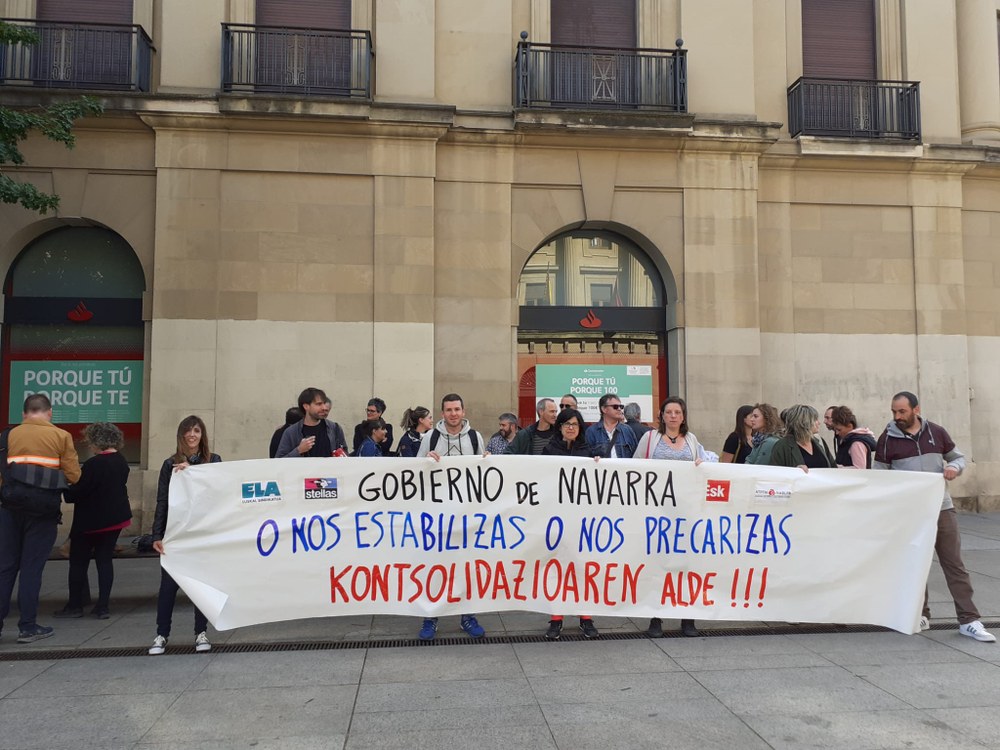 PORQUE TÚ
PORQUE TE
PORQUE TÚ
PORQUE 100
ELA
stellas
GOBIERNO DE NAVARRA
Esk
O NOS ESTABILIZAS O NOS PRECARIZAS
KONTSOLIDAZIOAREN ALDE !!!